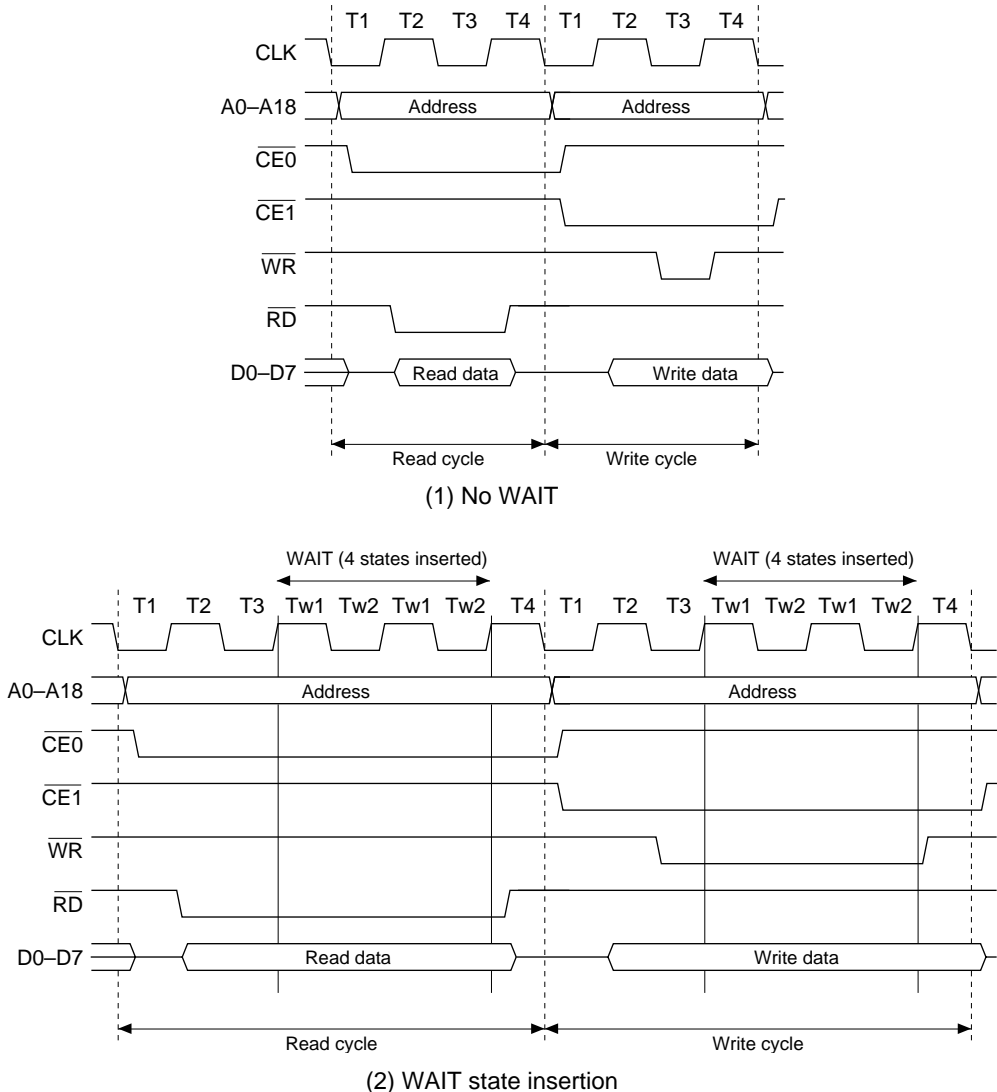 T1 T2 T3 T4 T1 T2 T3 T4
CLK
A0–A18 Address Address
CE0
CE1
WR
RD
D0–D7 Read data Write data
Read cycle Write cycle
(1) No WAIT
WAIT (4 states inserted) WAIT (4 states inserted)
T1 T2 T3 Tw1 Tw2 Tw1 Tw2 T4 T1 T2 T3 Tw1 Tw2 Tw1 Tw2 T4
CLK
A0–A18 Address Address
CE0
CE1
WR
RD
D0–D7 Read data Write data
Read cycle Write cycle
(2) WAIT state insertion